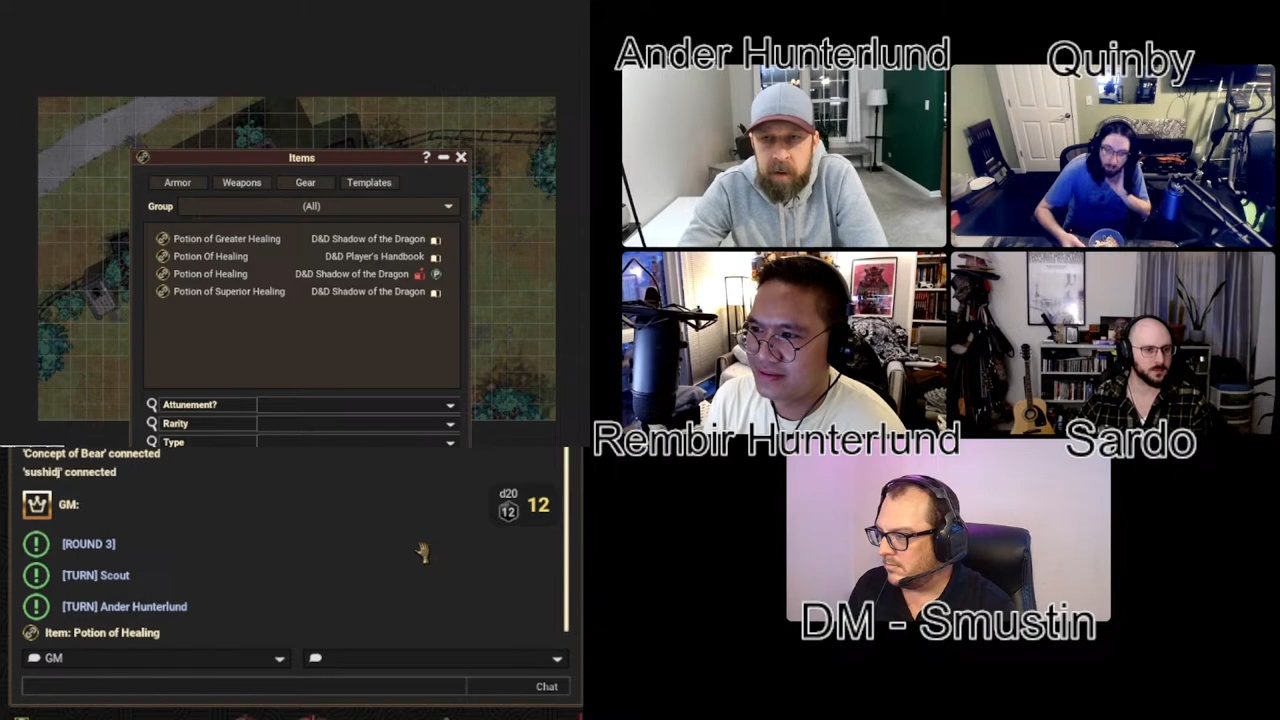 Items
Armor
Weapons
Gear
Templates
Group
(All)
Potion of Greater Healing D&D Shadow of the Dragon
Potion Of Healing D&D Player's Handbook
Potion of Healing D&D Shadow of the Dragon P
Potion of Superior Healing D&D Shadow of the Dragon
Attunement?
Rarity
Type
'Concept of Bear' connected
'sushidj' connected
GM:
d20
12
12
[ROUND 3]
[TURN] Scout
[TURN] Ander Hunterlund
Item: Potion of Healing
GM
Chat
Ander Hunterlund
Quinby
Rembir Hunterlund
Sardo
DM - Smustin